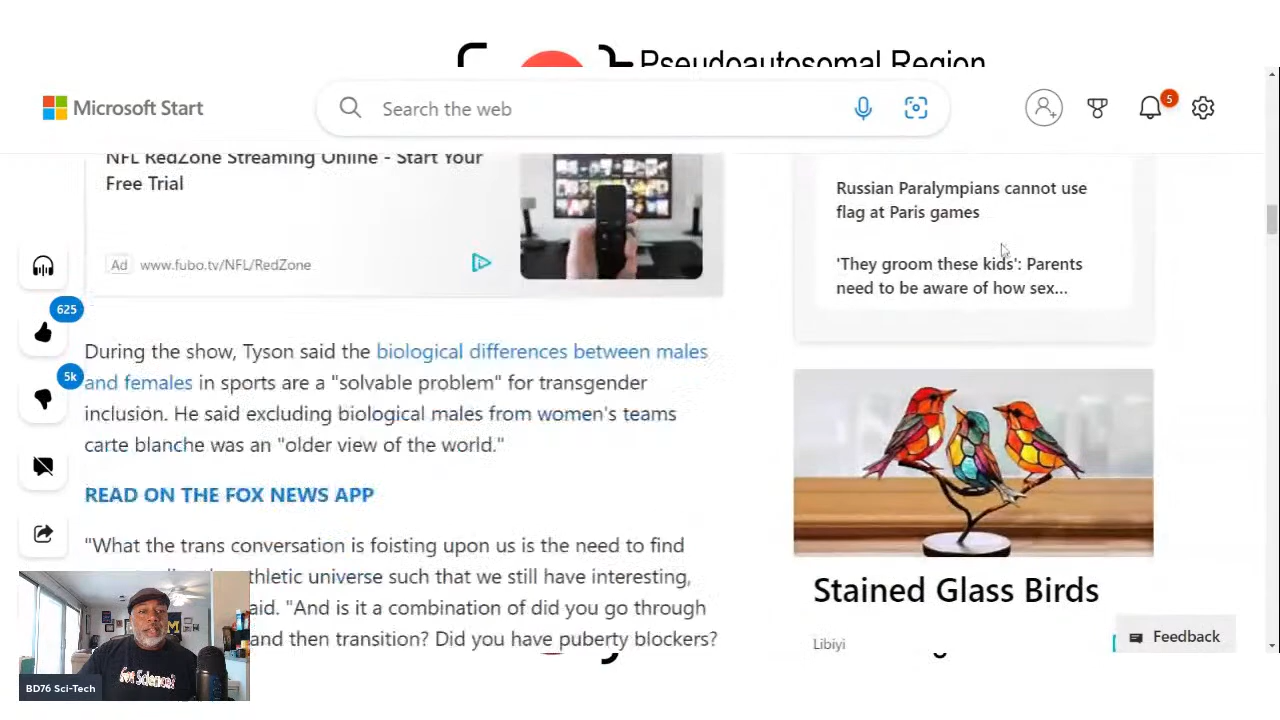 Pseudoautosomal Region
Microsoft Start
Search the web
5
NFL RedZone Streaming Online - Start Your
Free Trial
Ad www.fubo.tv/NFL/RedZone
Russian Paralympians cannot use
flag at Paris games
'They groom these kids': Parents
need to be aware of how sex...
625
5k
During the show, Tyson said the biological differences between males
and females in sports are a "solvable problem" for transgender
inclusion. He said excluding biological males from women's teams
carte blanche was an "older view of the world."
READ ON THE FOX NEWS APP
"What the trans conversation is foisting upon us is the need to find
athletic universe such that we still have interesting,
said. "And is it a combination of did you go through
and then transition? Did you have puberty blockers?
Stained Glass Birds
Libiyi
Feedback
M
Got Science?
BD76 Sci-Tech